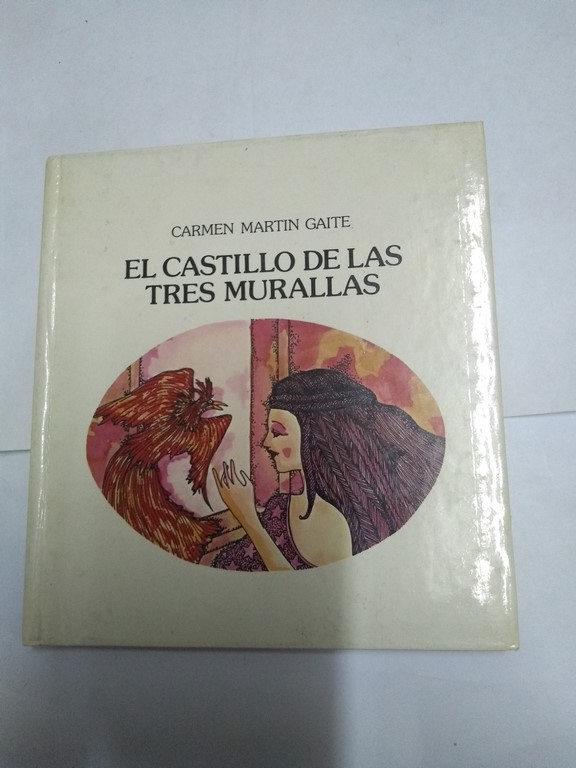 CARMEN MARTIN GAITE
EL CASTILLO DE LAS
TRES MURALLAS